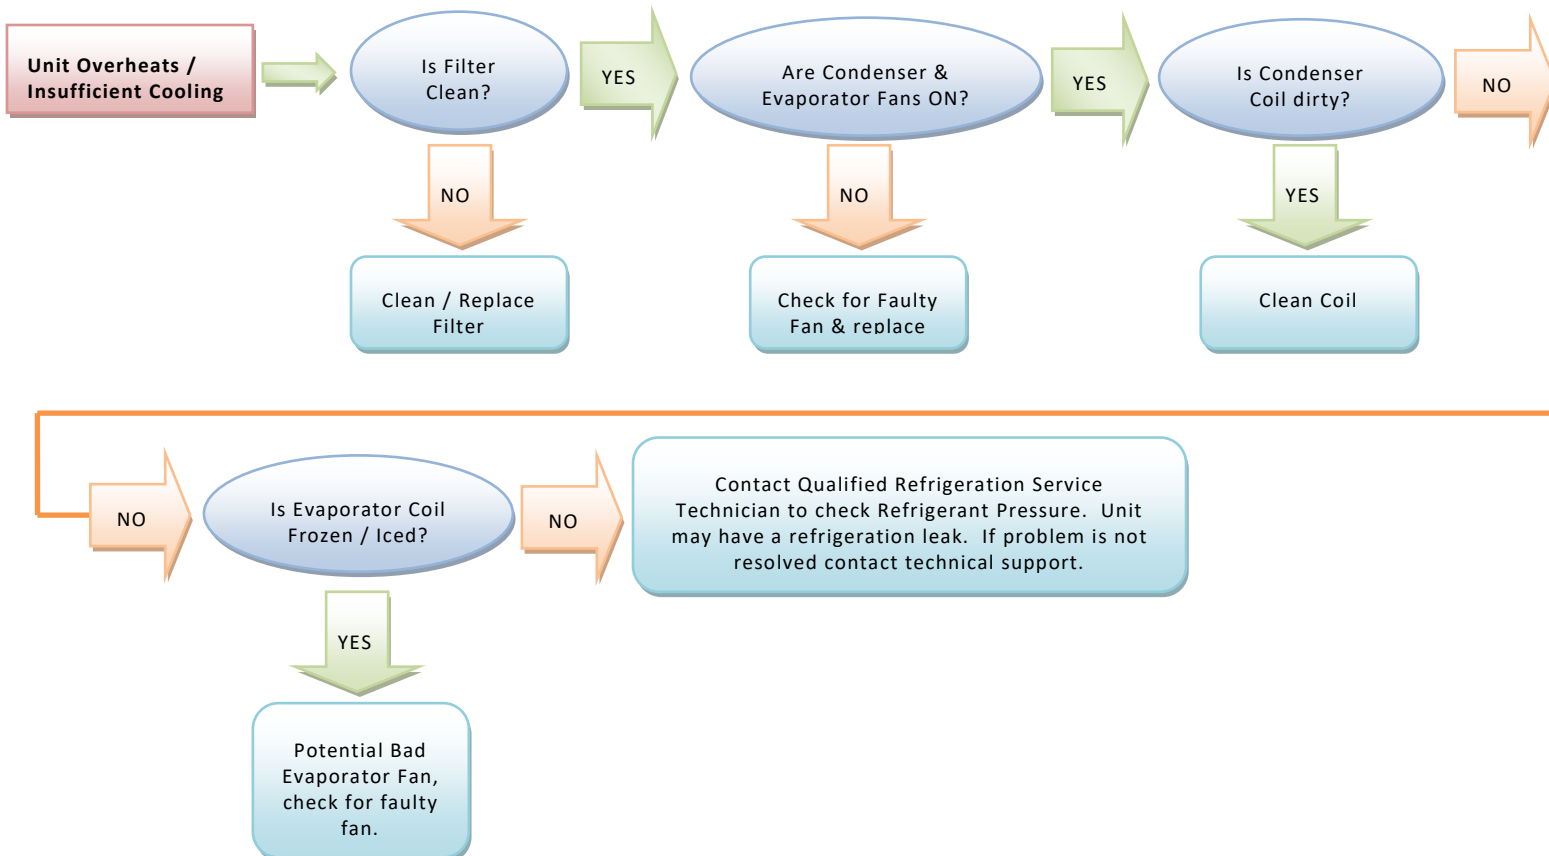 Unit Overheats /
Insufficient Cooling
Is Filter
Clean?
YES
Are Condenser &
Evaporator Fans ON?
YES
Is Condenser
Coil dirty?
NO
NO
NO
YES
Clean / Replace
Filter
Check for Faulty
Fan & replace
Clean Coil
NO
Is Evaporator Coil
Frozen / Iced?
NO
Contact Qualified Refrigeration Service
Technician to check Refrigerant Pressure.  Unit
may have a refrigeration leak.  If problem is not
resolved contact technical support.
YES
Potential Bad
Evaporator Fan,
check for faulty
fan.